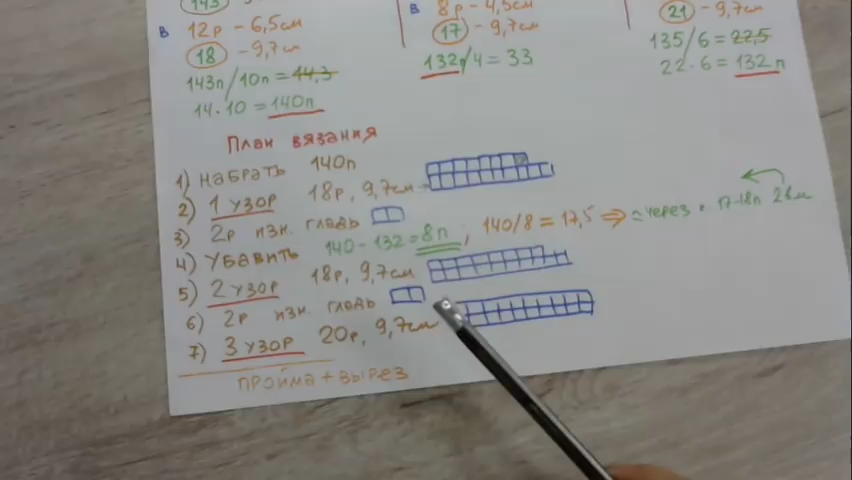 143
в 12р - 6,5см
18 - 9,7см
143п/10п = 14,3
14·10 = 140п
в 8р - 4,5см
17 - 9,7см
132п/4 = 33
21 - 9,7см
135/6 = 22,5
22·6 = 132п
План вязания
1) набрать 140п
2) 1 узор 18р, 9,7см
3) 2р изн. гладь
4) убавить 140-132=8п ; 140/8 = 17,5 ⇒ через 17-18п 2вм
5) 2 узор 18р, 9,7см
6) 2р изн. гладь
7) 3 узор 20р, 9,7см
пройма + вырез